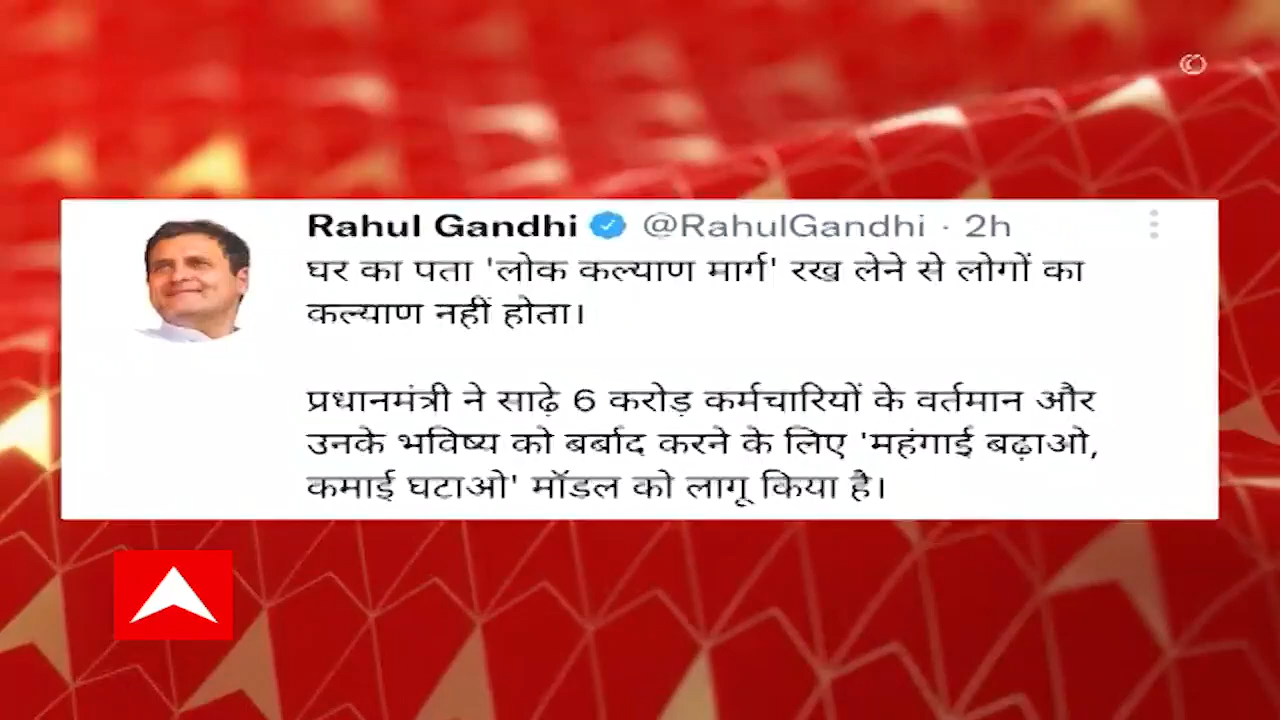 Rahul Gandhi @RahulGandhi · 2h
घर का पता 'लोक कल्याण मार्ग' रख लेने से लोगों का
कल्याण नहीं होता।
प्रधानमंत्री ने साढ़े 6 करोड़ कर्मचारियों के वर्तमान और
उनके भविष्य को बर्बाद करने के लिए 'महंगाई बढ़ाओ,
कमाई घटाओ' मॉडल को लागू किया है।